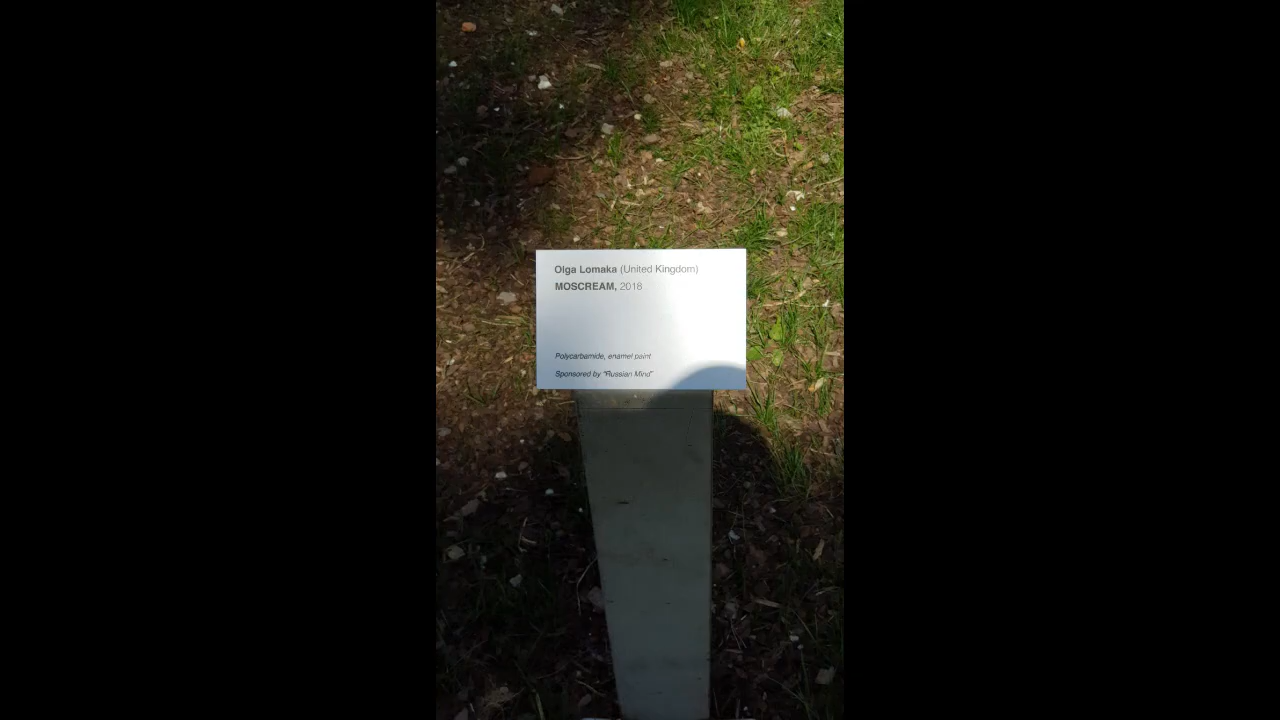 Olga Lomaka (United Kingdom)
MOSCREAM, 2018
Polycarbamide, enamel paint
Sponsored by "Russian Mind"